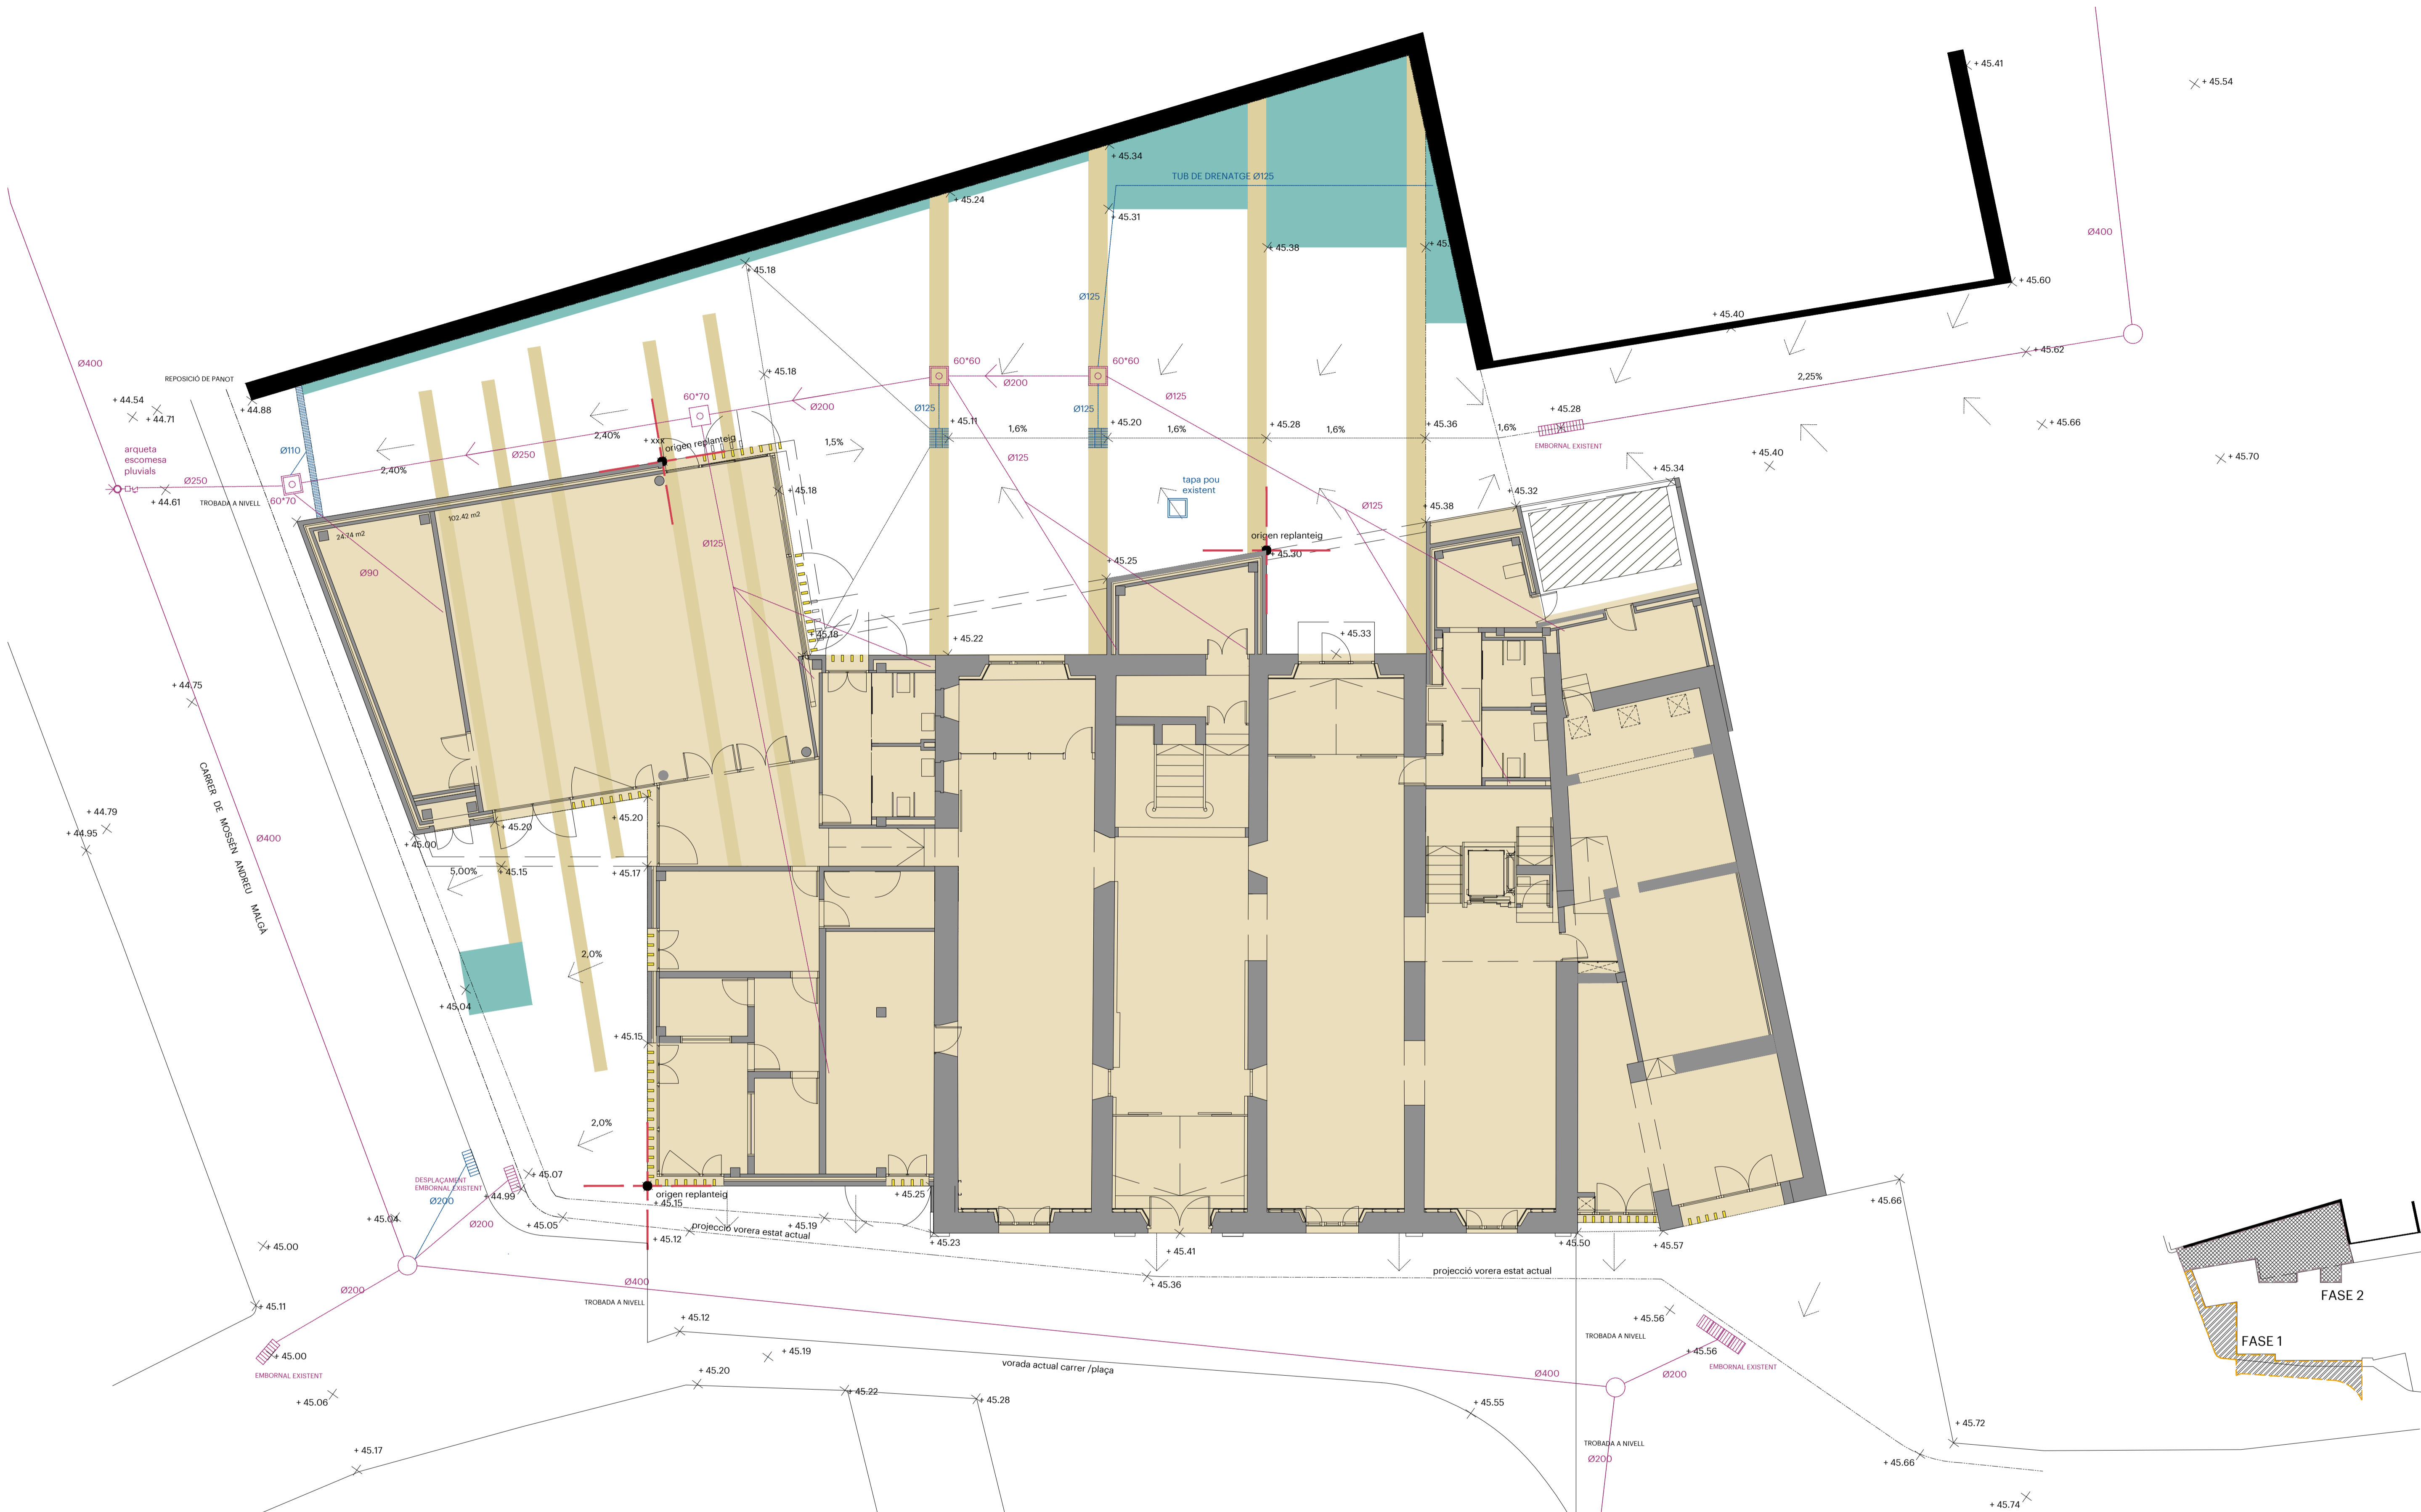 + 45.41
+ 45.54
+ 45.34
TUB DE DRENATGE Ø125
+ 45.24
+ 45.31
Ø400
+ 45.38
+ 45.
+ 45.18
+ 45.60
Ø125
+ 45.40
+ 45.62
Ø400
60*60
60*60
+ 45.18
2,25%
REPOSICIÓ DE PANOT
Ø200
60*70
Ø125
+ 44.54
+ 44.88
Ø200
Ø125
Ø125
+ 45.28
+ 44.71
+ 45.11
+ 45.20
+ 45.28
+ 45.36
+ 45.66
1,6%
1,6%
1,6%
1,6%
2,40%
+ xxx
origen replanteig
1,5%
EMBORNAL EXISTENT
arqueta
escomesa
pluvials
Ø110
Ø250
Ø125
+ 45.40
+ 45.70
2,40%
+ 45.34
Ø250
tapa pou
existent
+ 45.18
+ 45.32
+ 44.61
TROBADA A NIVELL
60*70
Ø125
+ 45.38
102.42 m2
24.74 m2
origen replanteig
Ø125
+ 45.30
+ 45.25
Ø90
+ 45.18
+ 45.22
+ 45.33
+ 44.75
CARRER DE MOSSÈN ANDREU MALGÀ
+ 44.79
+ 44.95
Ø400
+ 45.20
+ 45.20
+ 45.00
5,00%
+ 45.15
+ 45.17
2,0%
+ 45.04
+ 45.15
2,0%
DESPLAÇAMENT
EMBORNAL EXISTENT
+ 45.07
Ø200
+ 44.99
origen replanteig
+ 45.15
+ 45.25
+ 45.66
+ 45.04
Ø200
+ 45.05
+ 45.19
projecció vorera estat actual
+ 45.12
+ 45.23
+ 45.41
+ 45.50
+ 45.57
+ 45.00
projecció vorera estat actual
Ø400
+ 45.36
Ø200
TROBADA A NIVELL
+ 45.11
+ 45.12
+ 45.56
TROBADA A NIVELL
FASE 2
FASE 1
+ 45.00
+ 45.19
+ 45.56
EMBORNAL EXISTENT
vorada actual carrer /plaça
EMBORNAL EXISTENT
+ 45.20
Ø400
Ø200
+ 45.22
+ 45.28
+ 45.06
+ 45.55
+ 45.72
+ 45.17
TROBADA A NIVELL
Ø200
+ 45.66
+ 45.74